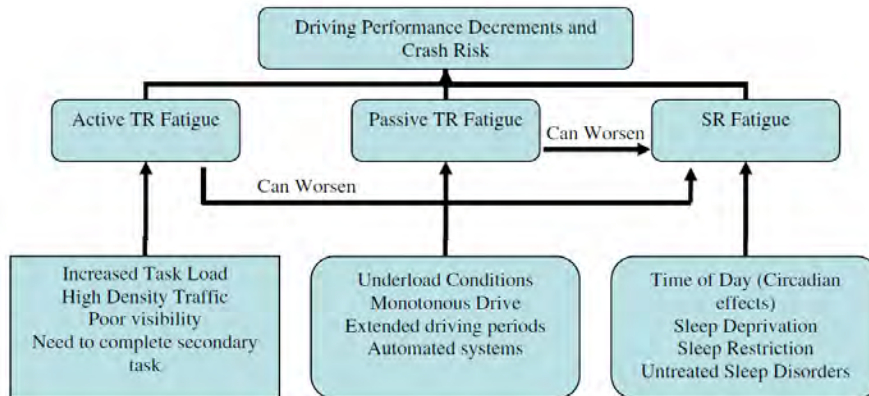 Driving Performance Decrements and
Crash Risk
Active TR Fatigue
Passive TR Fatigue
SR Fatigue
Can Worsen
Can Worsen
Increased Task Load
High Density Traffic
Poor visibility
Need to complete secondary
task
Underload Conditions
Monotonous Drive
Extended driving periods
Automated systems
Time of Day (Circadian
effects)
Sleep Deprivation
Sleep Restriction
Untreated Sleep Disorders